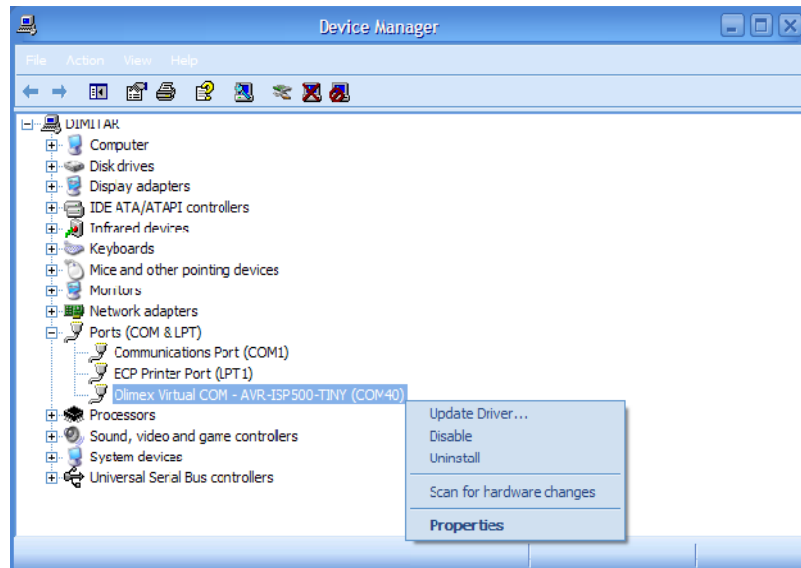 Device Manager
File Action View Help
DIMITAR
Computer
Disk drives
Display adapters
IDE ATA/ATAPI controllers
Infrared devices
Keyboards
Mice and other pointing devices
Monitors
Network adapters
Ports (COM & LPT)
Communications Port (COM1)
ECP Printer Port (LPT1)
Olimex Virtual COM - AVR-ISP500-TINY (COM40)
Processors
Sound, video and game controllers
System devices
Universal Serial Bus controllers
Update Driver...
Disable
Uninstall
Scan for hardware changes
Properties